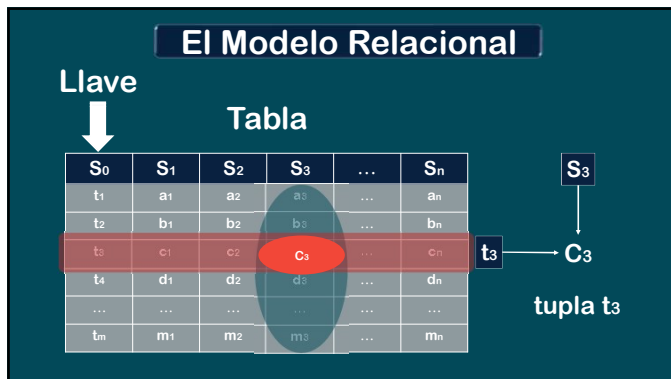 El Modelo Relacional
Llave
Tabla
S0 S1 S2 S3 ... Sn
t1 a1 a2 a3 ... an
t2 b1 b2 b3 ... bn
t3 c1 c2 c3 ... cn
t4 d1 d2 d3 ... dn
... ... ... ... ... ...
tm m1 m2 m3 ... mn
S3
t3
C3
tupla t3